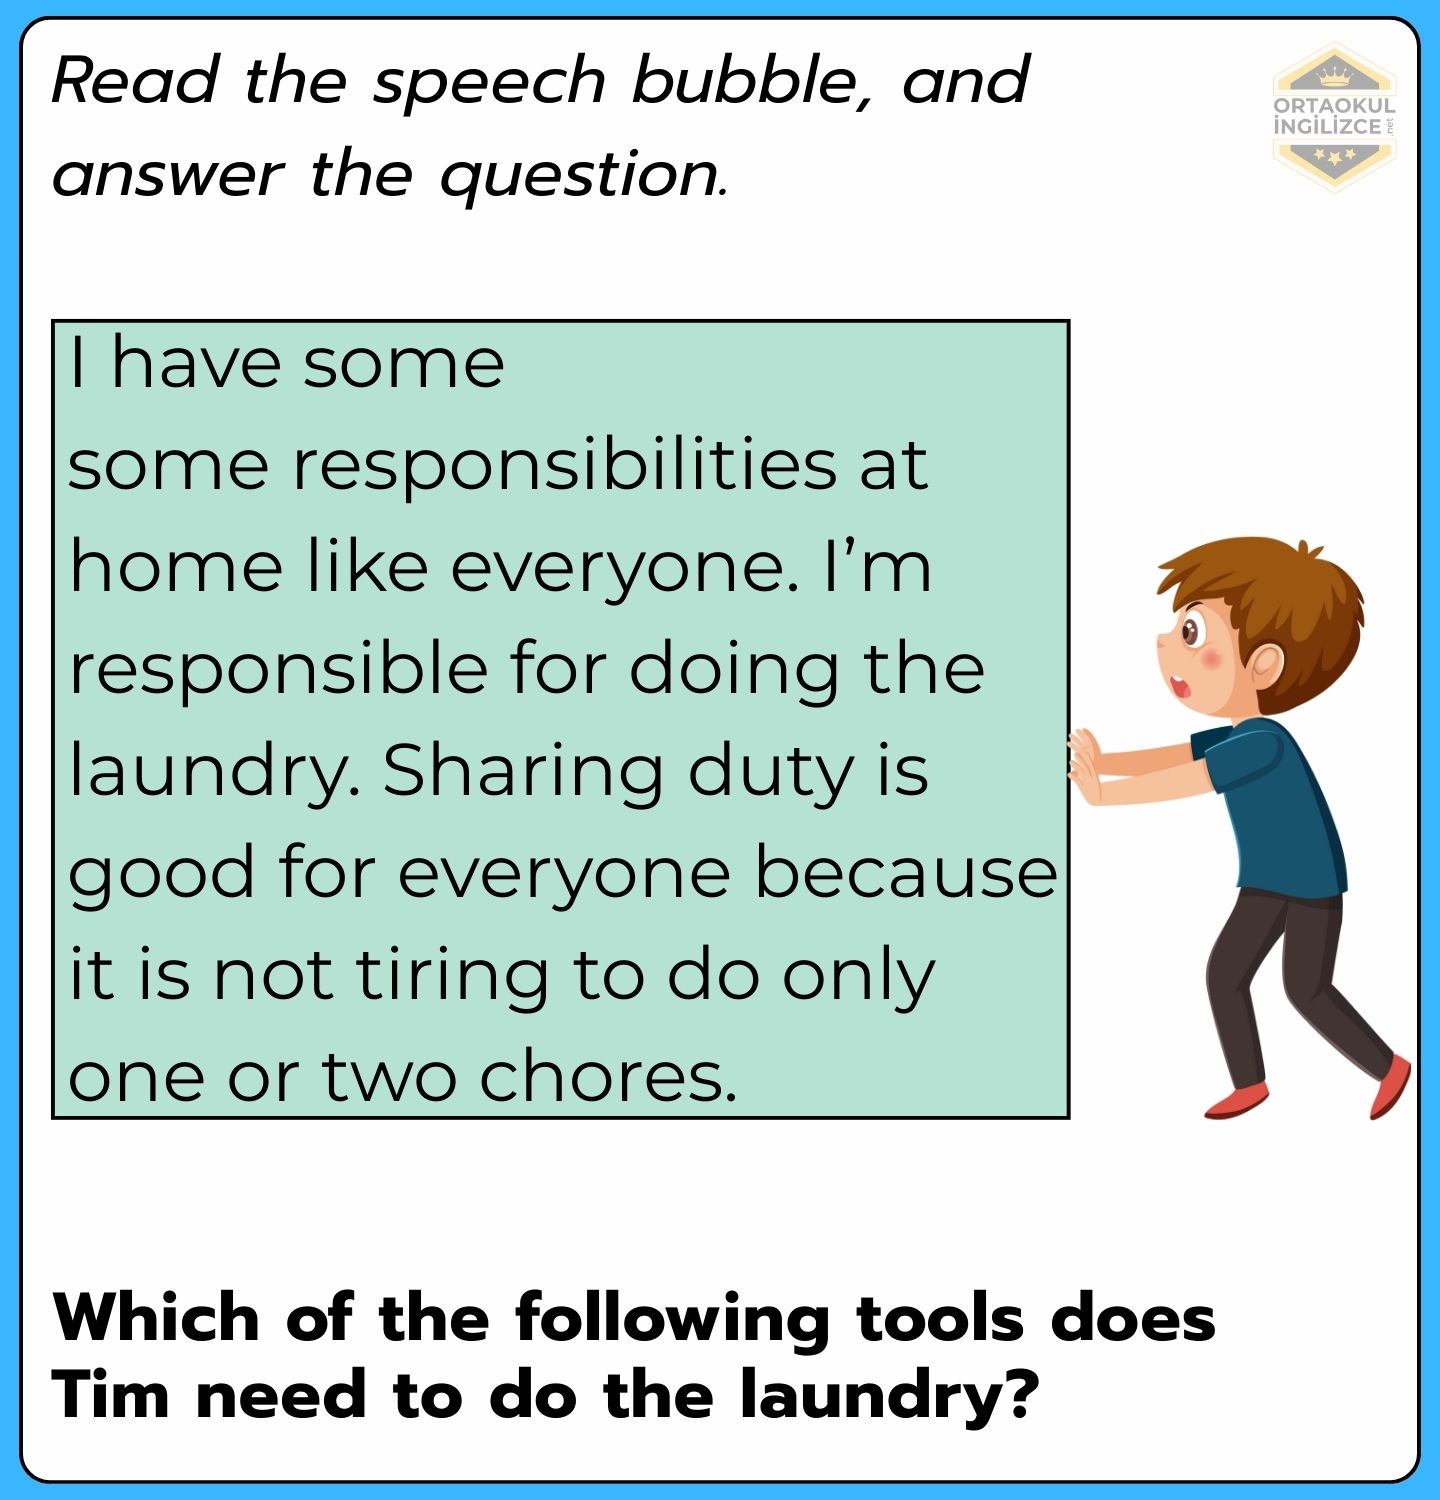 Read the speech bubble, and
answer the question.
ORTAOKUL
İNGİLİZCE.net
I have some
some responsibilities at
home like everyone. I’m
responsible for doing the
laundry. Sharing duty is
good for everyone because
it is not tiring to do only
one or two chores.
Which of the following tools does
Tim need to do the laundry?